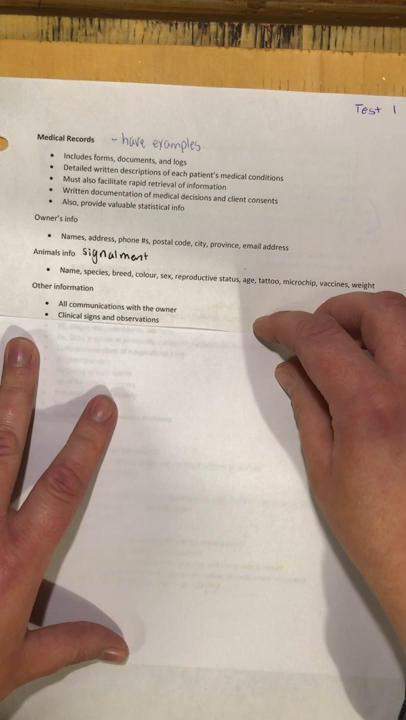 Test 1
Medical Records - have examples
• Includes forms, documents, and logs
• Detailed written descriptions of each patient's medical conditions
• Must also facilitate rapid retrieval of information
• Written documentation of medical decisions and client consents
• Also, provide valuable statistical info
Owner's info
• Names, address, phone #s, postal code, city, province, email address
Animals info signalment
• Name, species, breed, colour, sex, reproductive status, age, tattoo, microchip, vaccines, weight
Other information
• All communications with the owner
• Clinical signs and observations